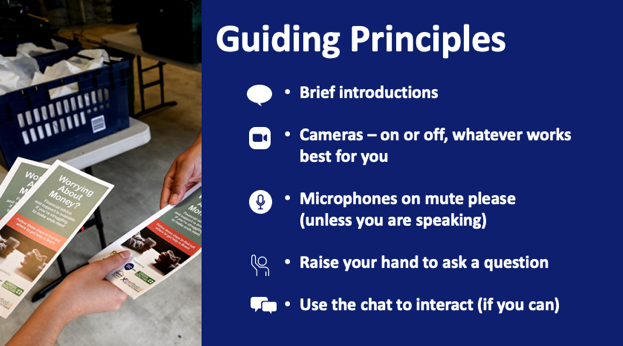 Guiding Principles
• Brief introductions
• Cameras – on or off, whatever works
best for you
• Microphones on mute please
(unless you are speaking)
• Raise your hand to ask a question
• Use the chat to interact (if you can)
Worrying
About
Money?